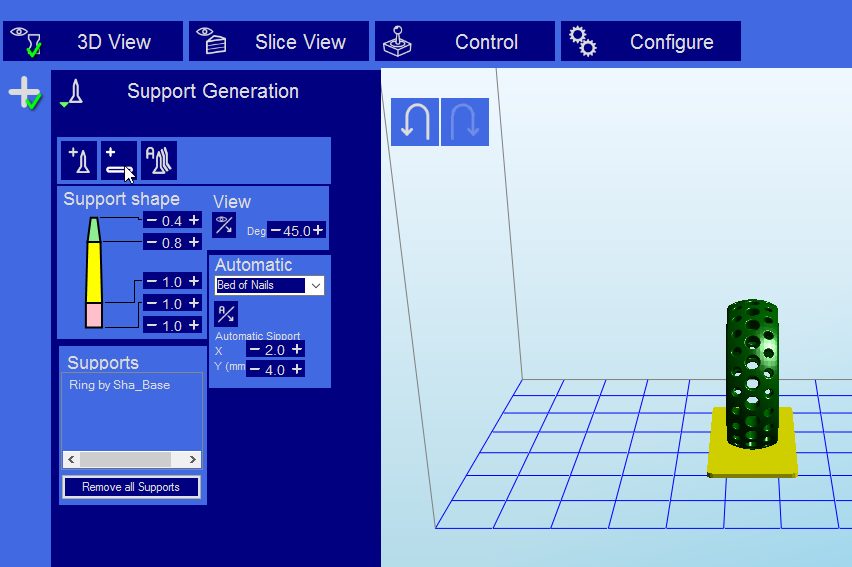 3D View
Slice View
Control
Configure
Support Generation
Support shape
0.4
0.8
1.0
1.0
1.0
View
Deg
45.0
Automatic
Bed of Nails
A
Automatic Sipport
X
2.0
Y (mm
4.0
Supports
Ring by Sha_Base
Remove all Supports